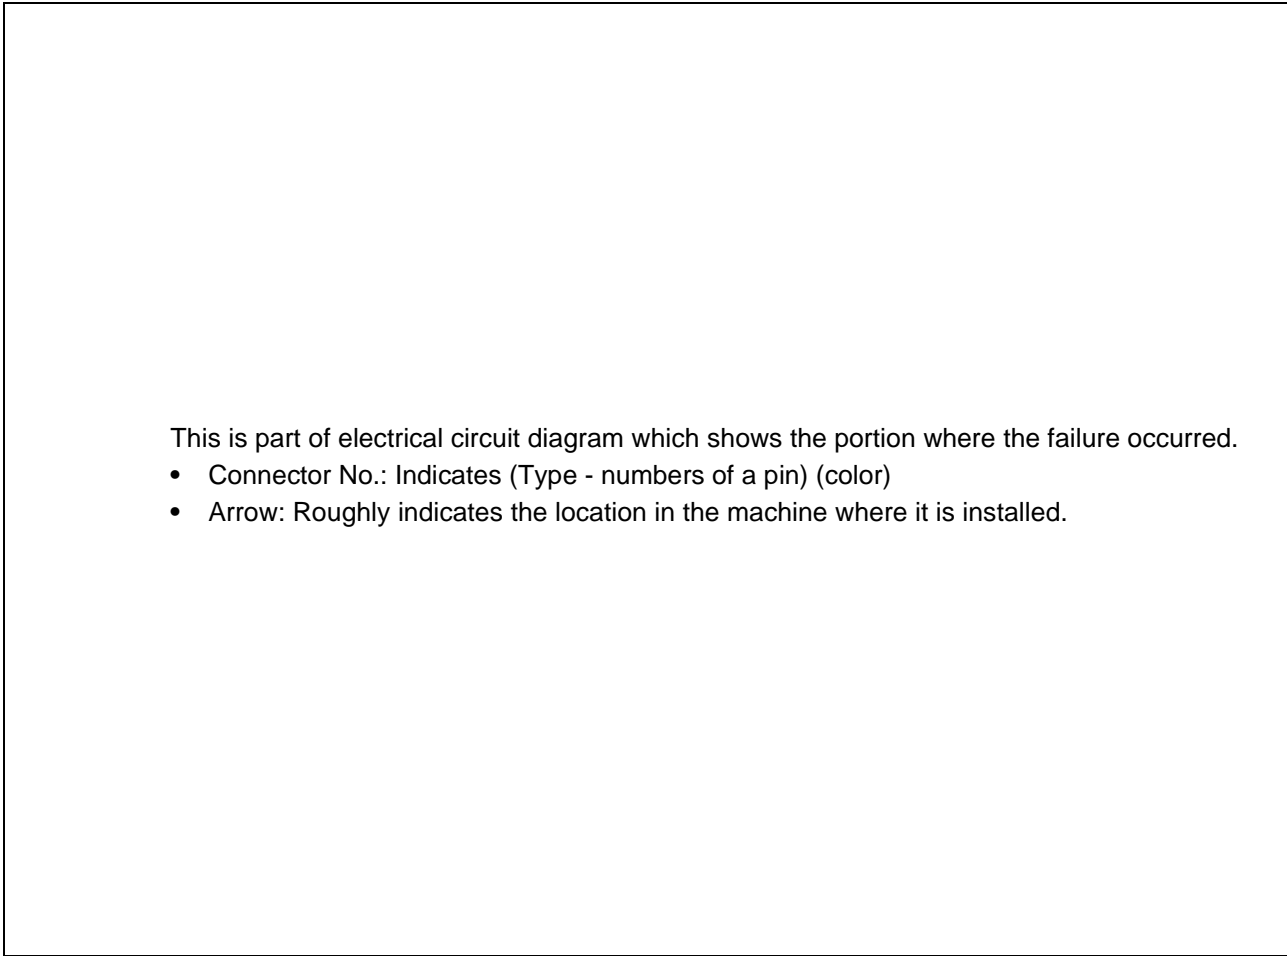 This is part of electrical circuit diagram which shows the portion where the failure occurred.
• Connector No.: Indicates (Type - numbers of a pin) (color)
• Arrow: Roughly indicates the location in the machine where it is installed.